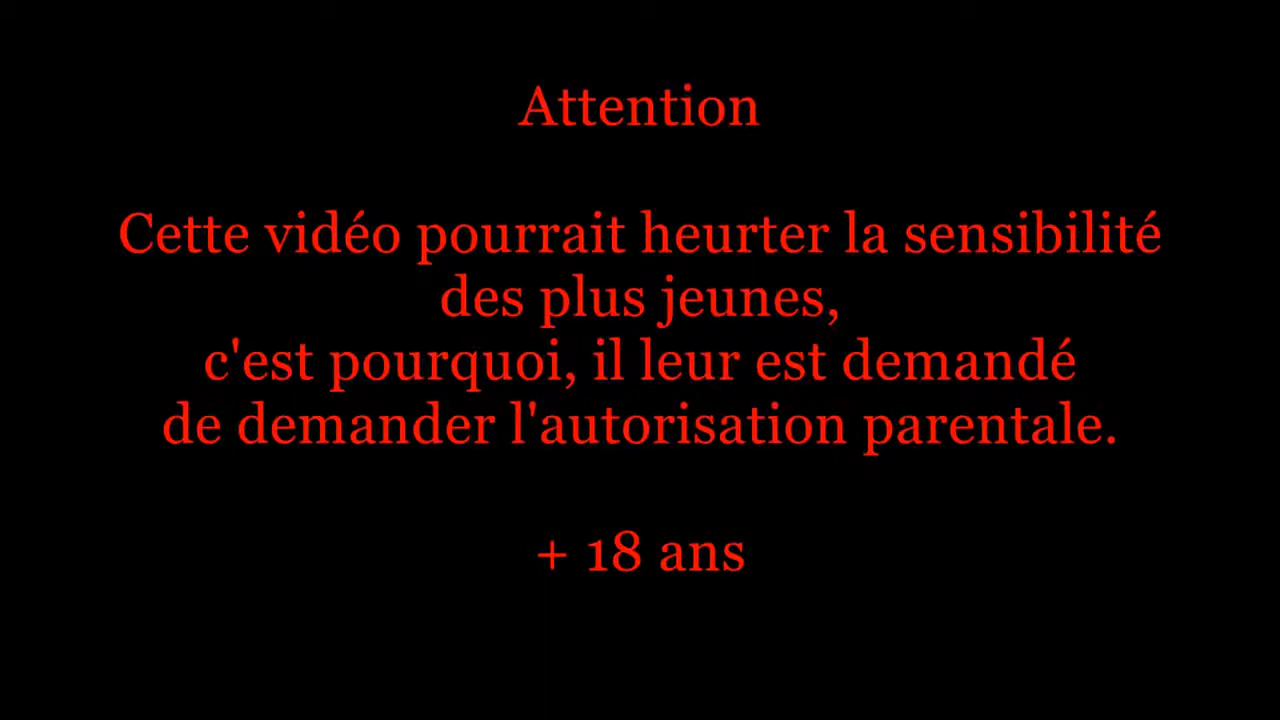 Attention
Cette vidéo pourrait heurter la sensibilité
des plus jeunes,
c'est pourquoi, il leur est demandé
de demander l'autorisation parentale.
+ 18 ans